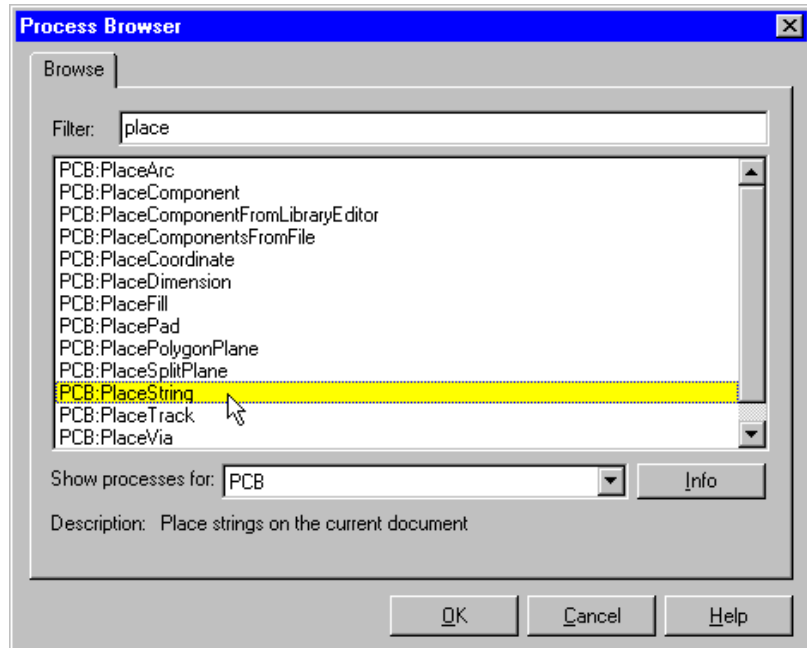 Process Browser
Browse
Filter: place
PCB:PlaceArc
PCB:PlaceComponent
PCB:PlaceComponentFromLibraryEditor
PCB:PlaceComponentsFromFile
PCB:PlaceCoordinate
PCB:PlaceDimension
PCB:PlaceFill
PCB:PlacePad
PCB:PlacePolygonPlane
PCB:PlaceSplitPlane
PCB:PlaceString
PCB:PlaceTrack
PCB:PlaceVia
Show processes for: PCB Info
Description: Place strings on the current document
OK Cancel Help